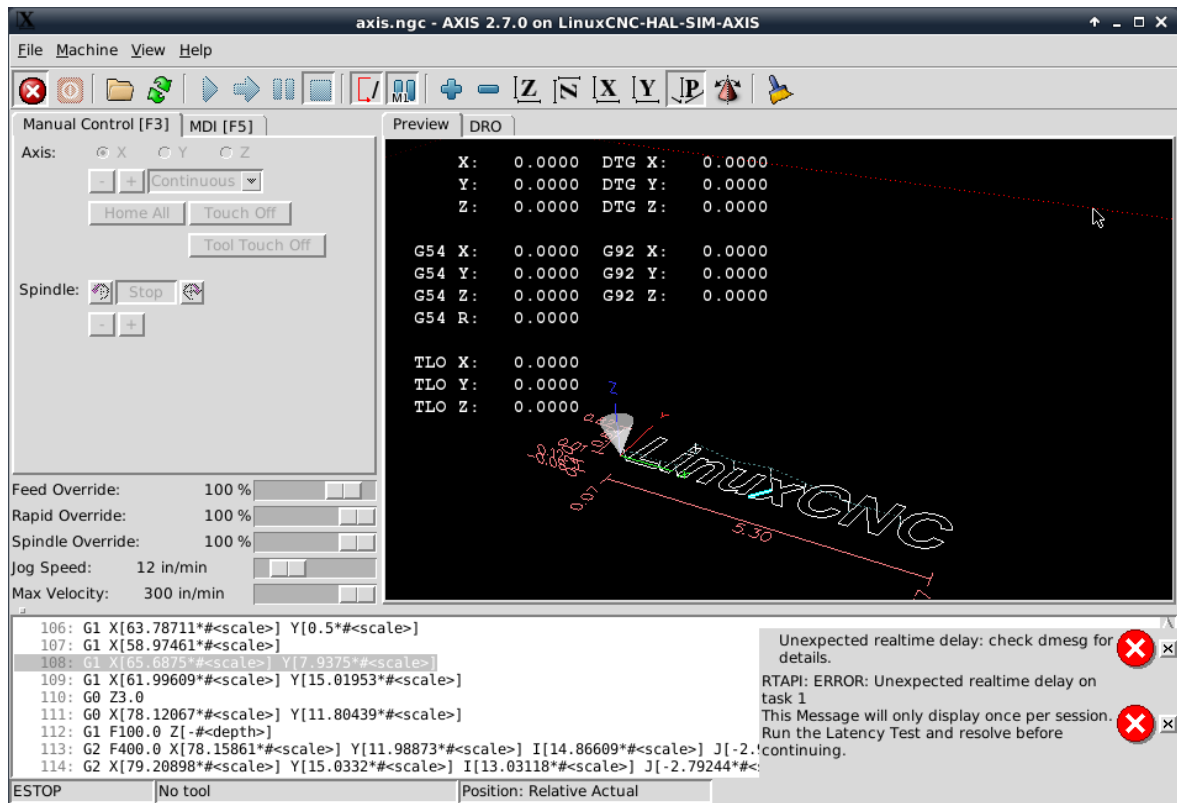 axis.ngc - AXIS 2.7.0 on LinuxCNC-HAL-SIM-AXIS
File Machine View Help
Z N X Y P
M1
Manual Control [F3] MDI [F5]
Preview DRO
Axis: X Y Z
- + Continuous
Home All Touch Off
Tool Touch Off
Spindle: Stop
- +
X: 0.0000 DTG X: 0.0000
Y: 0.0000 DTG Y: 0.0000
Z: 0.0000 DTG Z: 0.0000
G54 X: 0.0000 G92 X: 0.0000
G54 Y: 0.0000 G92 Y: 0.0000
G54 Z: 0.0000 G92 Z: 0.0000
G54 R: 0.0000
TLO X: 0.0000
TLO Y: 0.0000
TLO Z: 0.0000
Z
LinuxCNC
0.07
5.30
Feed Override: 100 %
Rapid Override: 100 %
Spindle Override: 100 %
Jog Speed: 12 in/min
Max Velocity: 300 in/min
106: G1 X[63.78711*#<scale>] Y[0.5*#<scale>]
107: G1 X[58.97461*#<scale>]
108: G1 X[65.6875*#<scale>] Y[7.9375*#<scale>]
109: G1 X[61.99609*#<scale>] Y[15.01953*#<scale>]
110: G0 Z3.0
111: G0 X[78.12067*#<scale>] Y[11.80439*#<scale>]
112: G1 F100.0 Z[-#<depth>]
113: G2 F400.0 X[78.15861*#<scale>] Y[11.98873*#<scale>] I[14.86609*#<scale>] J[-2.
114: G2 X[79.20898*#<scale>] Y[15.0332*#<scale>] I[13.03118*#<scale>] J[-2.79244*#<
Unexpected realtime delay: check dmesg for
details.
RTAPI: ERROR: Unexpected realtime delay on
task 1
This Message will only display once per session.
Run the Latency Test and resolve before
continuing.
ESTOP No tool Position: Relative Actual